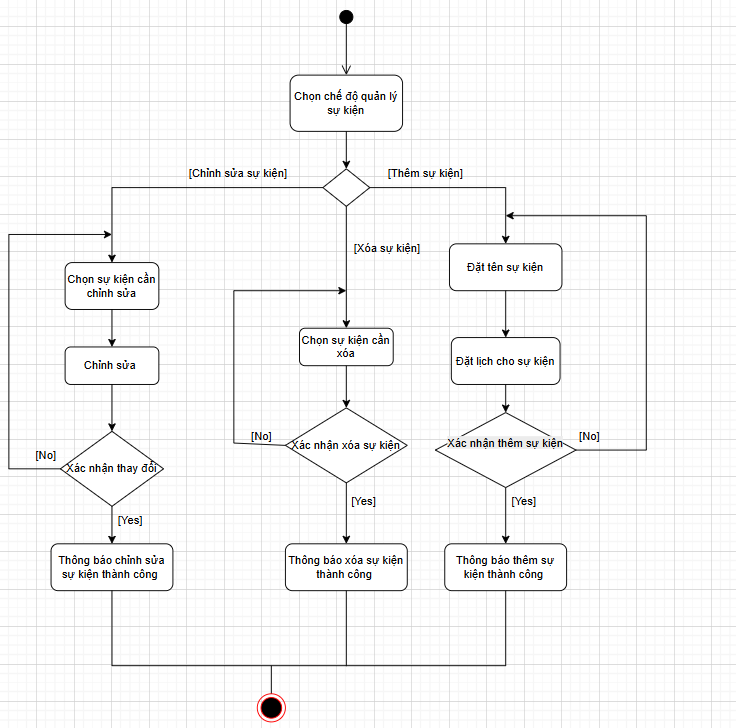 Chọn chế độ quản lý
sự kiện
[Chỉnh sửa sự kiện]
[Thêm sự kiện]
[Xóa sự kiện]
Chọn sự kiện cần
chỉnh sửa
Chỉnh sửa
[No]
Xác nhận thay đổi
[Yes]
Thông báo chỉnh sửa
sự kiện thành công
Chọn sự kiện cần
xóa
[No]
Xác nhận xóa sự kiện
[Yes]
Thông báo xóa sự kiện
thành công
Đặt tên sự kiện
Đặt lịch cho sự kiện
Xác nhận thêm sự kiện
[No]
[Yes]
Thông báo thêm sự
kiện thành công